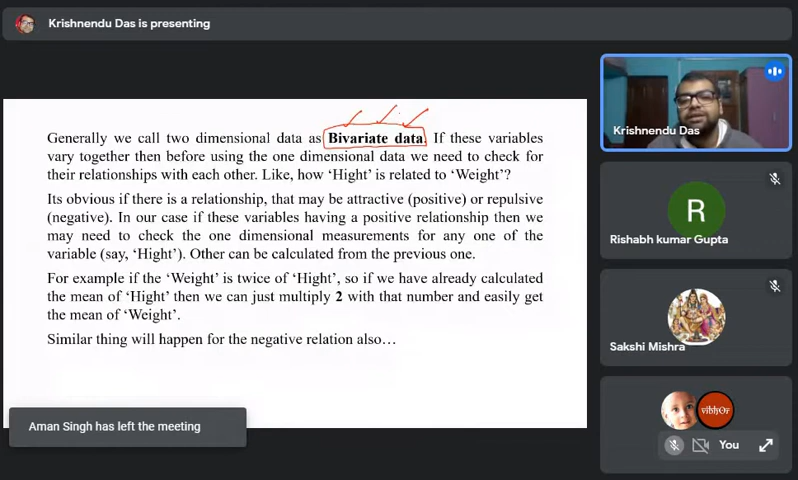 Krishnendu Das is presenting
Generally we call two dimensional data as Bivariate data. If these variables
vary together then before using the one dimensional data we need to check for
their relationships with each other. Like, how ‘Hight’ is related to ‘Weight’?
Its obvious if there is a relationship, that may be attractive (positive) or repulsive
(negative). In our case if these variables having a positive relationship then we
may need to check the one dimensional measurements for any one of the
variable (say, ‘Hight’). Other can be calculated from the previous one.
For example if the ‘Weight’ is twice of ‘Hight’, so if we have already calculated
the mean of ‘Hight’ then we can just multiply 2 with that number and easily get
the mean of ‘Weight’.
Similar thing will happen for the negative relation also…
Aman Singh has left the meeting
Krishnendu Das
R
Rishabh kumar Gupta
Sakshi Mishra
vibhor
You